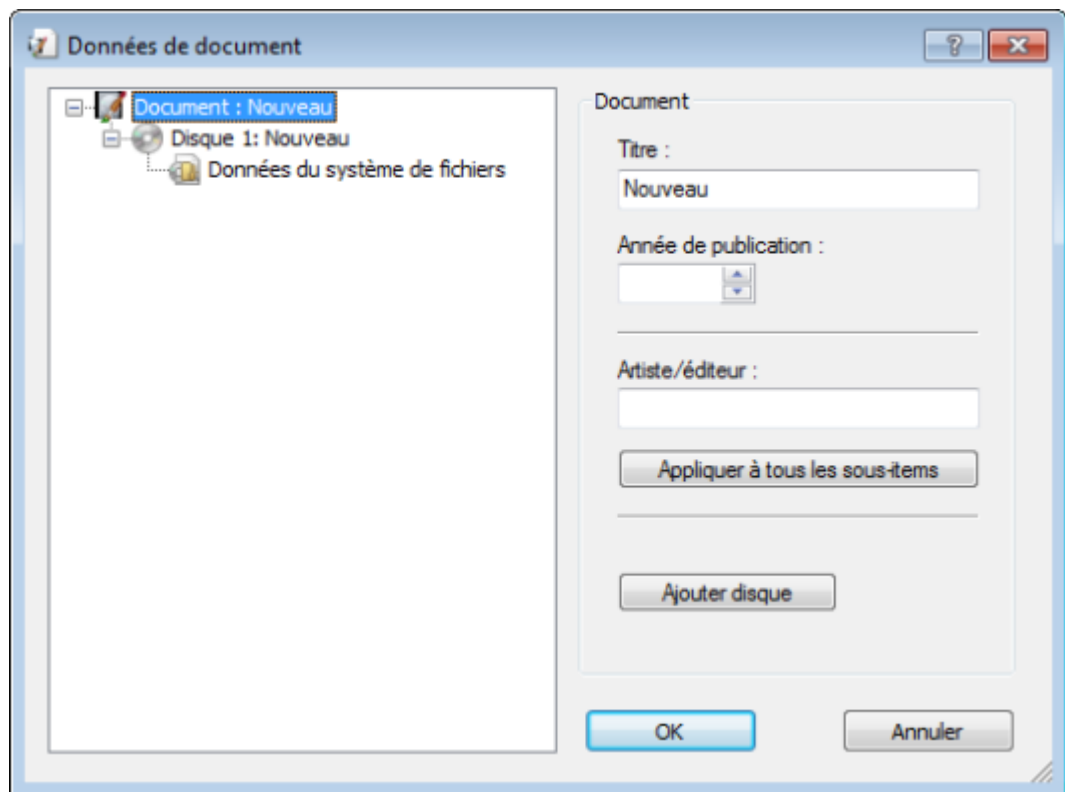 Données de document
Document : Nouveau
Disque 1: Nouveau
Données du système de fichiers
Document
Titre :
Nouveau
Année de publication :
Artiste/éditeur :
Appliquer à tous les sous-items
Ajouter disque
OK
Annuler